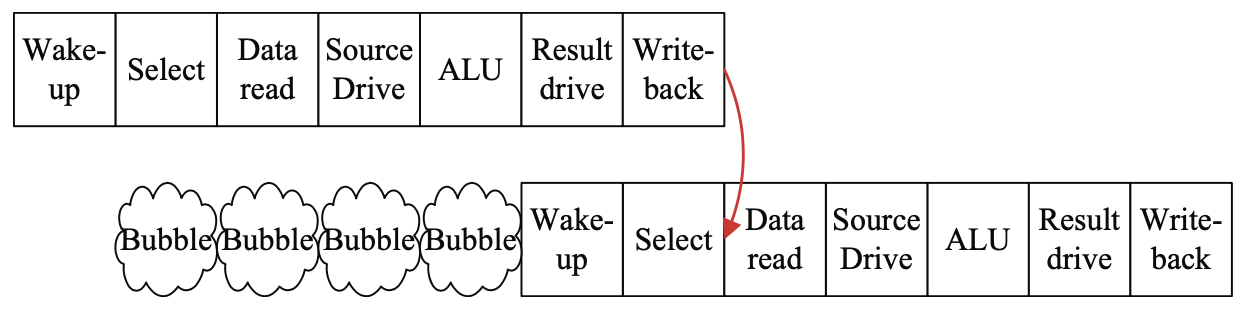 Wake-
up
Select
Data
read
Source
Drive
ALU
Result
drive
Write-
back
Bubble
Bubble
Bubble
Bubble
Wake-
up
Select
Data
read
Source
Drive
ALU
Result
drive
Write-
back